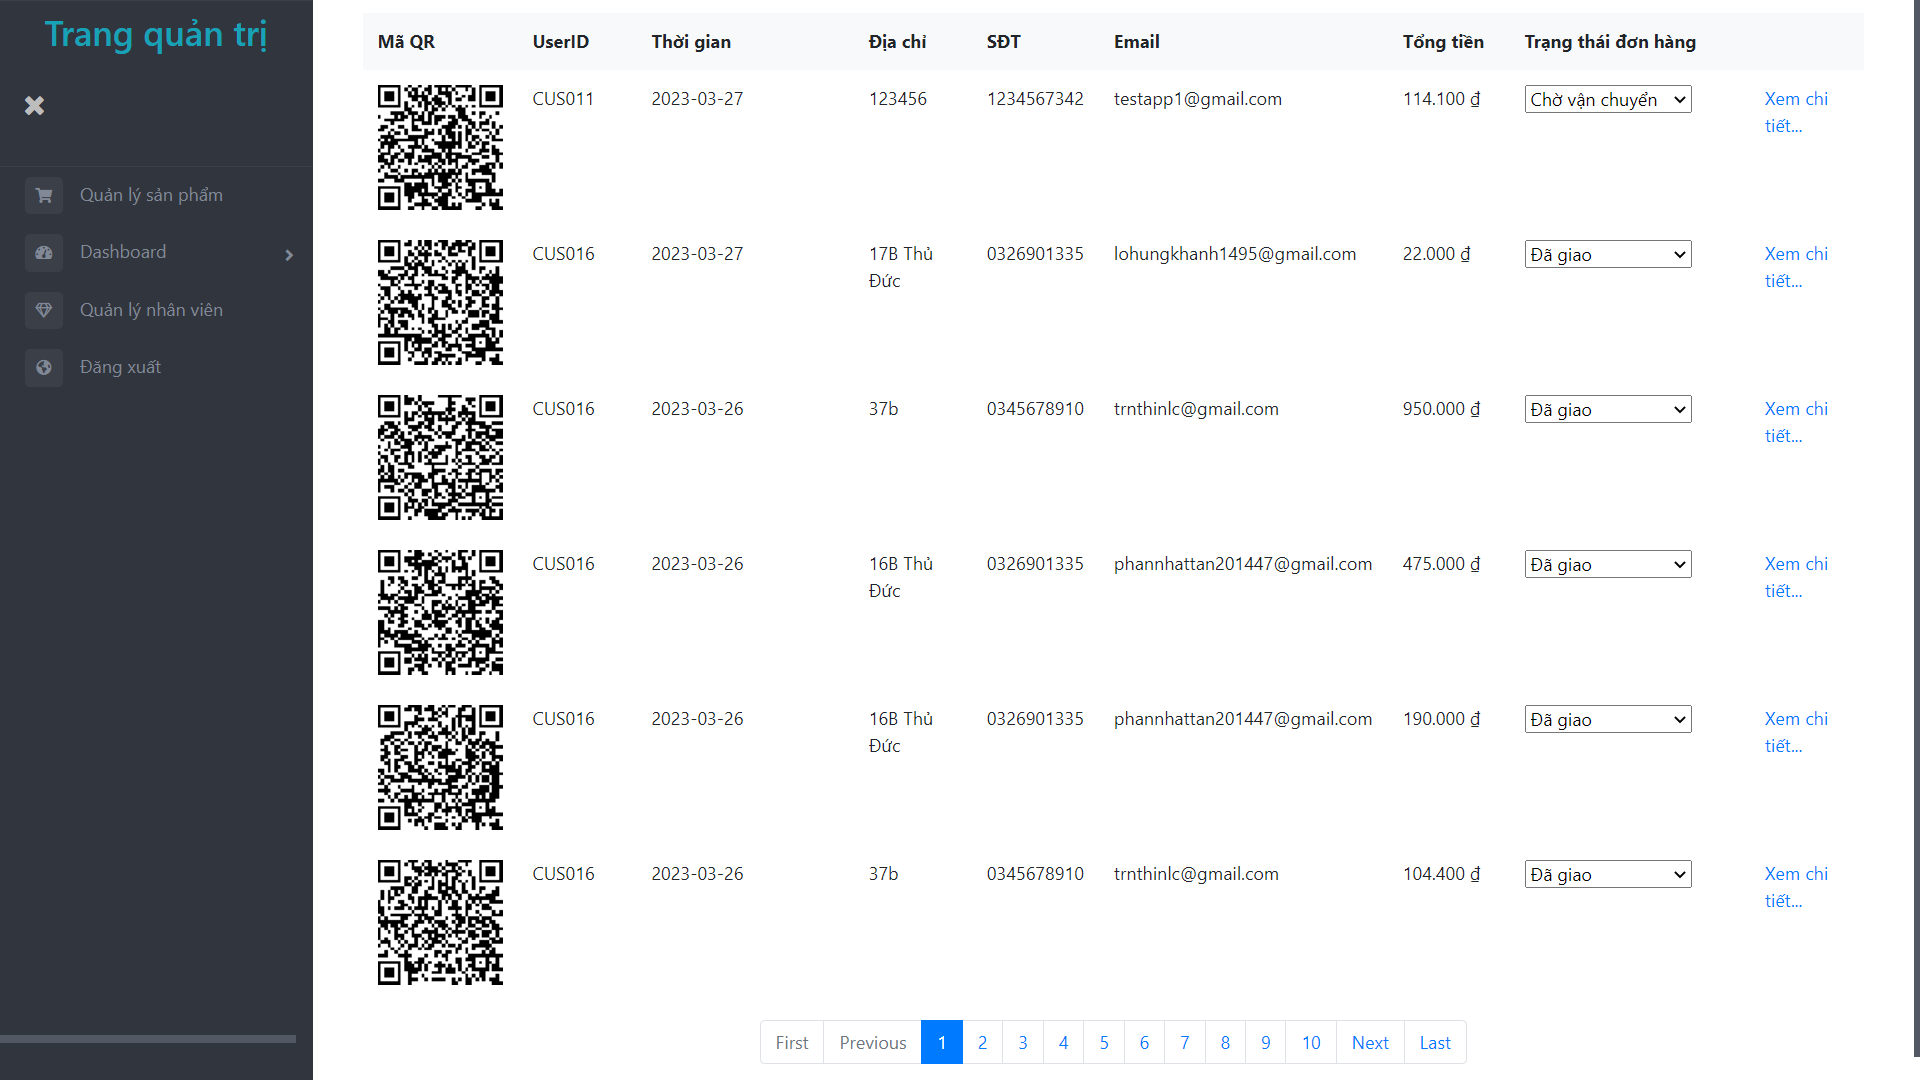 Trang quản trị
Quản lý sản phẩm
Dashboard
Quản lý nhân viên
Đăng xuất
Mã QR UserID Thời gian Địa chỉ SĐT Email Tổng tiền Trạng thái đơn hàng
CUS011 2023-03-27 123456 1234567342 testapp1@gmail.com 114.100 ₫ Chờ vận chuyển Xem chi
tiết...
CUS016 2023-03-27 17B Thủ 0326901335 lohungkhanh1495@gmail.com 22.000 ₫ Đã giao Xem chi
Đức tiết...
CUS016 2023-03-26 37b 0345678910 trnthinlc@gmail.com 950.000 ₫ Đã giao Xem chi
tiết...
CUS016 2023-03-26 16B Thủ 0326901335 phannhattan201447@gmail.com 475.000 ₫ Đã giao Xem chi
Đức tiết...
CUS016 2023-03-26 16B Thủ 0326901335 phannhattan201447@gmail.com 190.000 ₫ Đã giao Xem chi
Đức tiết...
CUS016 2023-03-26 37b 0345678910 trnthinlc@gmail.com 104.400 ₫ Đã giao Xem chi
tiết...
First Previous 1 2 3 4 5 6 7 8 9 10 Next Last